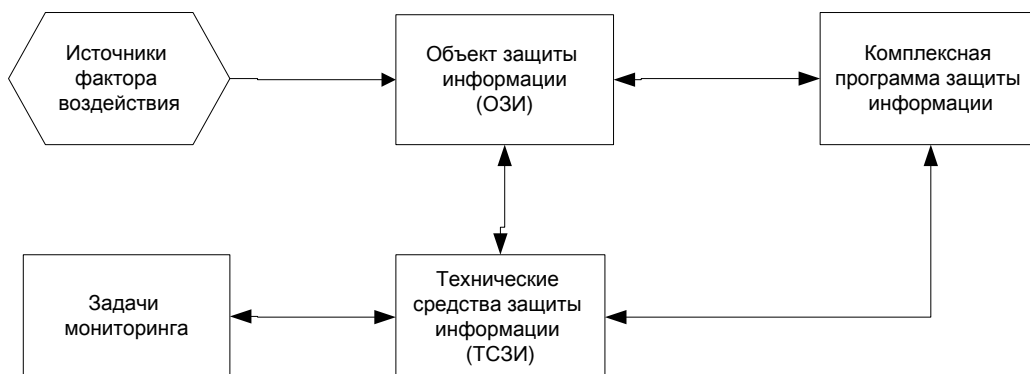 Источники
фактора
воздействия
Объект защиты
информации
(ОЗИ)
Комплексная
программа защиты
информации
Задачи
мониторинга
Технические
средства защиты
информации
(ТСЗИ)